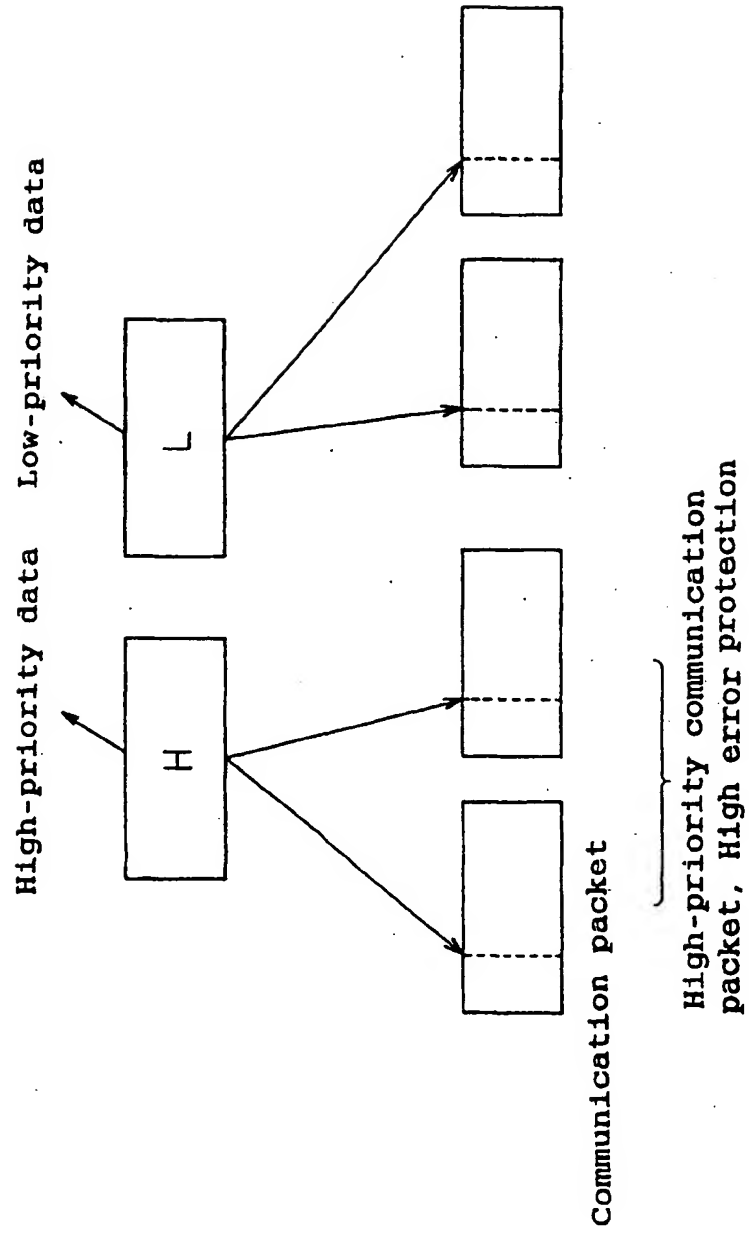 High-priority data Low-priority data
H L
Communication packet
High-priority communication
packet, High error protection